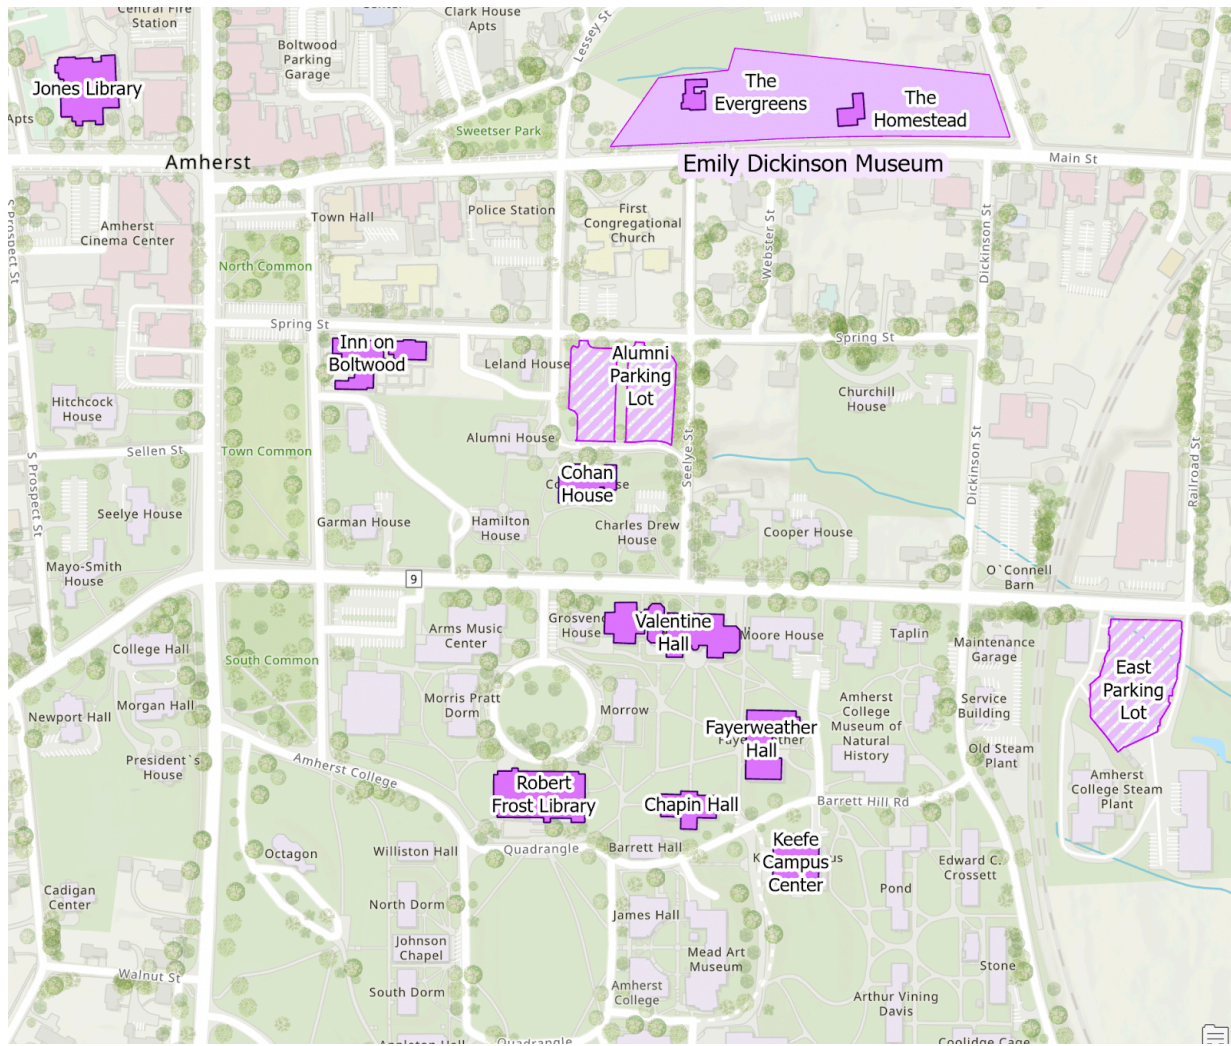 Central Fire
Station
Center
Clark House
Apts
Lessey St
Boltwood
Parking
Garage
Jones Library
Apts
The
Evergreens
The
Homestead
Sweetser Park
Amherst
Emily Dickinson Museum
Main St
S Prospect St
Amherst
Cinema Center
Town Hall
Police Station
First
Congregational
Church
Webster St
Dickinson St
North Common
Spring St
Spring St
Inn on
Boltwood
Leland House
Alumni
Parking
Lot
Hitchcock
House
Churchill
House
Alumni House
Sellen St
Town Common
Seelye St
Dickinson St
Railroad St
S Prospect St
Cohan
House
Seelye House
Garman House
Hamilton
House
Charles Drew
House
Cooper House
Mayo-Smith
House
9
O`Connell
Barn
College Hall
Arms Music
Center
Grosvenor
House
Valentine
Hall
Moore House
Taplin
Maintenance
Garage
South Common
East
Parking
Lot
Newport Hall
Morgan Hall
Morris Pratt
Dorm
Morrow
Amherst
College
Museum of
Natural
History
Service
Building
Fayerweather
Hall
President`s
House
Amherst College
Old Steam
Plant
Robert
Frost Library
Chapin Hall
Barrett Hill Rd
Amherst
College Steam
Plant
Octagon
Williston Hall
Quadrangle
Barrett Hall
Keefe
Campus
Center
Edward C.
Crossett
Cadigan
Center
North Dorm
Pond
James Hall
Johnson
Chapel
Mead Art
Museum
Walnut St
South Dorm
Amherst
College
Stone
Arthur Vining
Davis
Appleton Hall
Quadrangle
Coolidge Cage